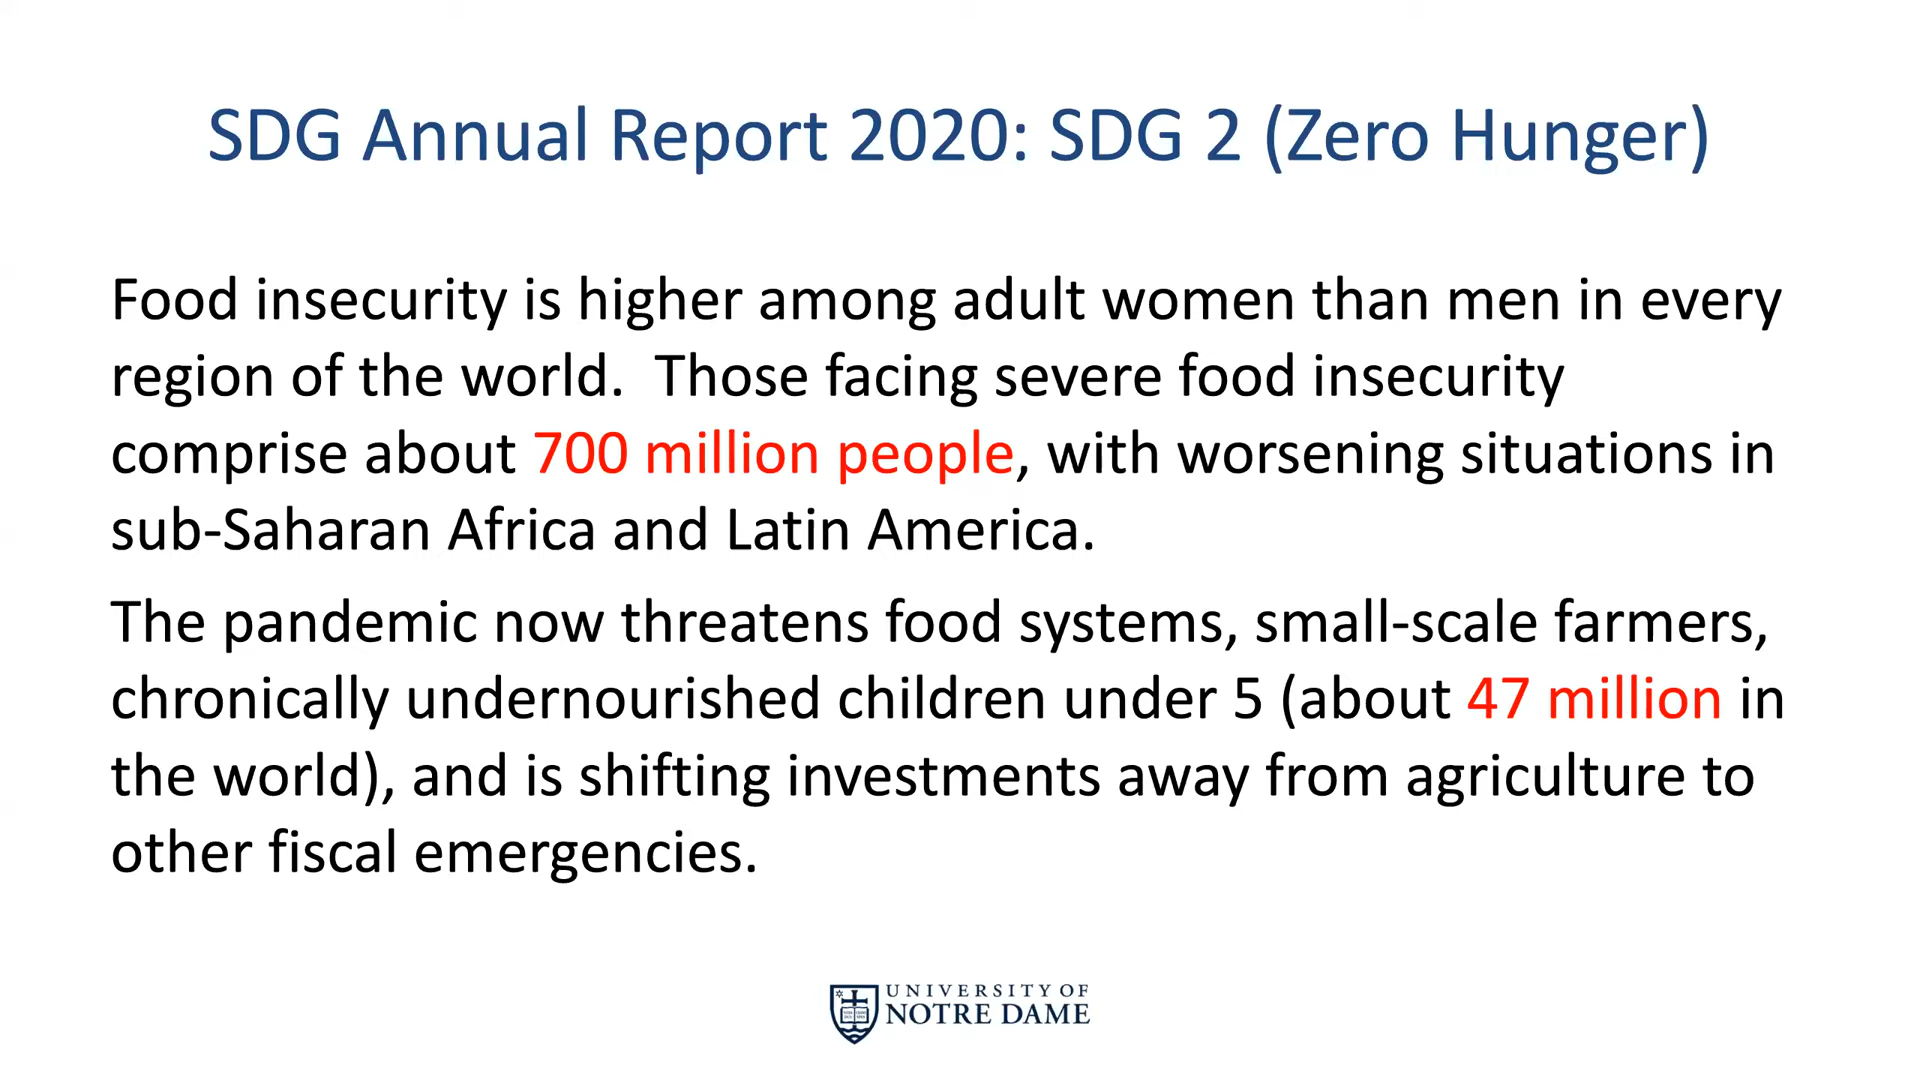 SDG Annual Report 2020: SDG 2 (Zero Hunger)
Food insecurity is higher among adult women than men in every
region of the world.  Those facing severe food insecurity
comprise about 700 million people, with worsening situations in
sub-Saharan Africa and Latin America.
The pandemic now threatens food systems, small-scale farmers,
chronically undernourished children under 5 (about 47 million in
the world), and is shifting investments away from agriculture to
other fiscal emergencies.
UNIVERSITY OF
NOTRE DAME